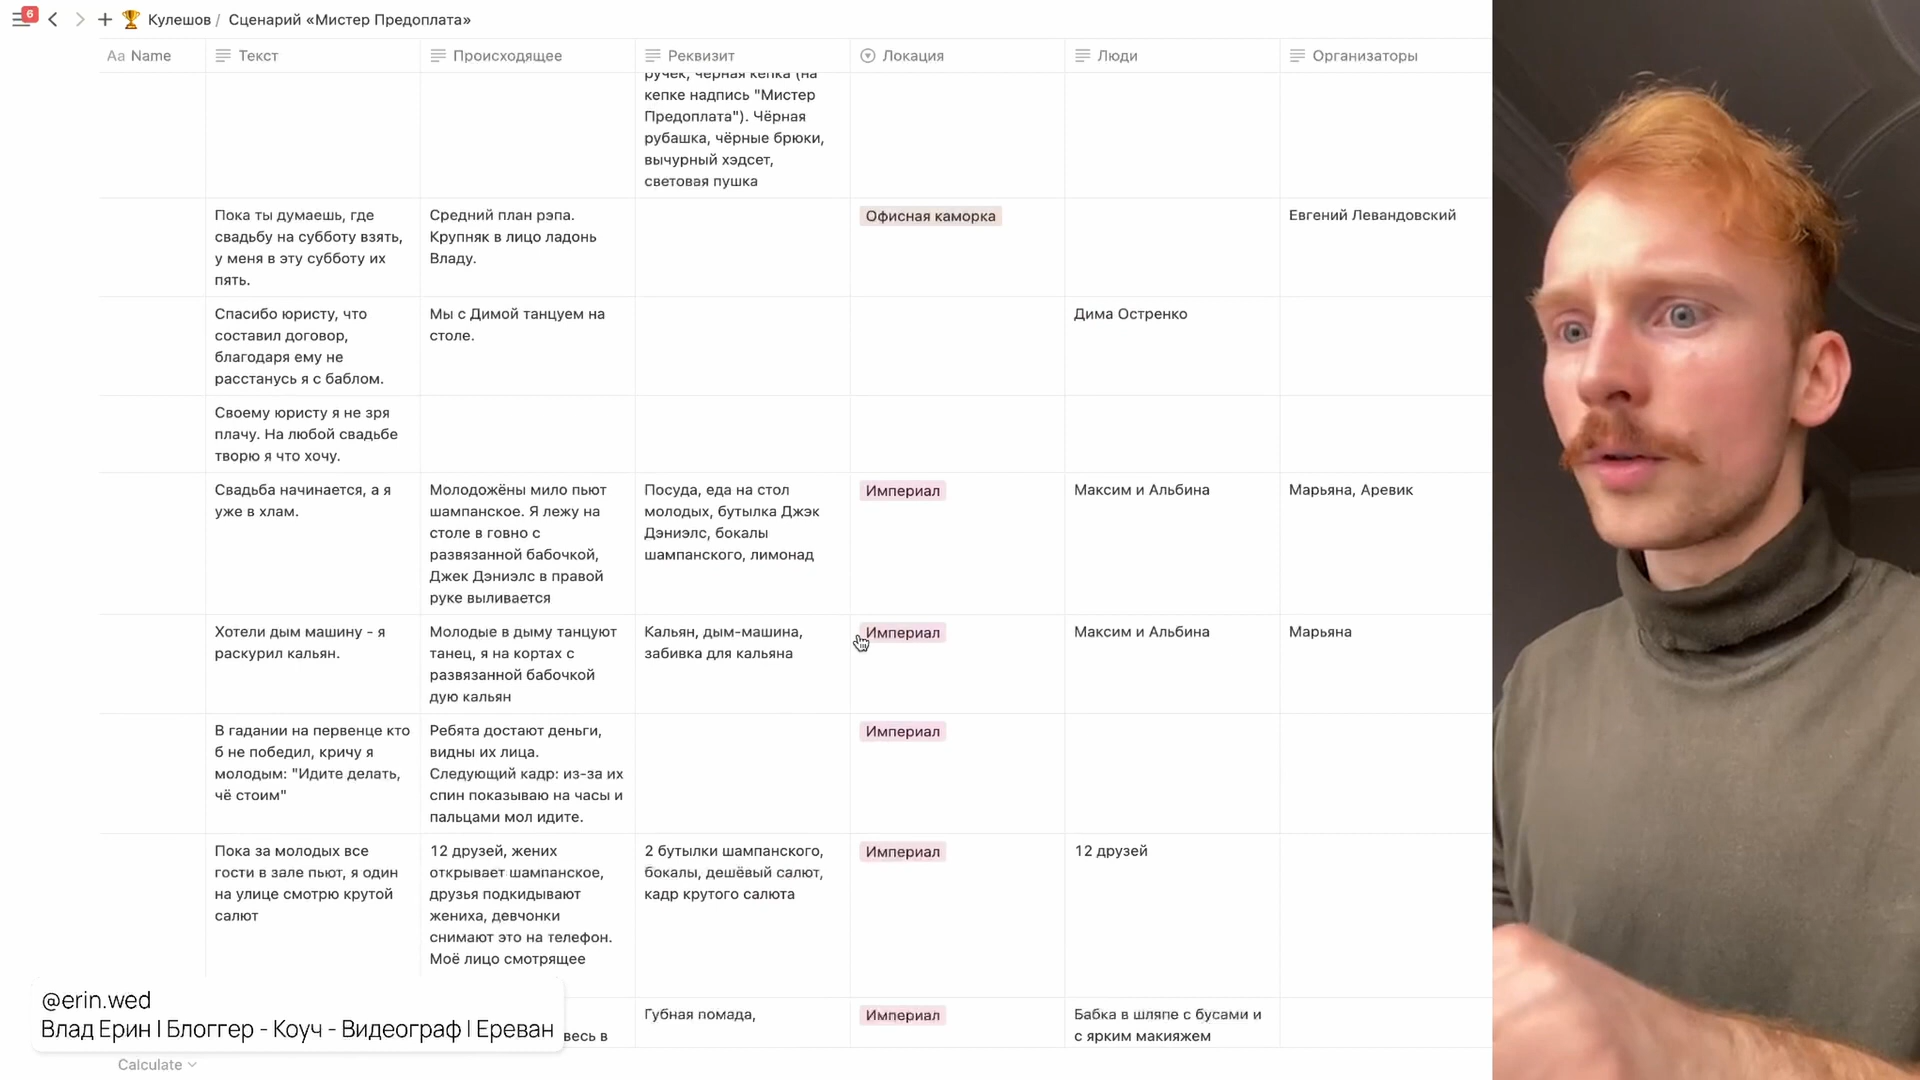 6
Кулешов / Сценарий «Мистер Предоплата»
Aa Name
Текст
Происходящее
Реквизит
Локация
Люди
Организаторы
ручек, чёрная кепка (на
кепке надпись "Мистер
Предоплата"). Чёрная
рубашка, чёрные брюки,
вычурный хэдсет,
световая пушка
Пока ты думаешь, где
свадьбу на субботу взять,
у меня в эту субботу их
пять.
Средний план рэпа.
Крупняк в лицо ладонь
Владу.
Офисная каморка
Евгений Левандовский
Спасибо юристу, что
составил договор,
благодаря ему не
расстанусь я с баблом.
Мы с Димой танцуем на
столе.
Дима Остренко
Своему юристу я не зря
плачу. На любой свадьбе
творю я что хочу.
Свадьба начинается, а я
уже в хлам.
Молодожёны мило пьют
шампанское. Я лежу на
столе в говно с
развязанной бабочкой,
Джек Дэниэлс в правой
руке выливается
Посуда, еда на стол
молодых, бутылка Джэк
Дэниэлс, бокалы
шампанского, лимонад
Империал
Максим и Альбина
Марьяна, Аревик
Хотели дым машину - я
раскурил кальян.
Молодые в дыму танцуют
танец, я на кортах с
развязанной бабочкой
дую кальян
Кальян, дым-машина,
забивка для кальяна
Империал
Максим и Альбина
Марьяна
В гадании на первенце кто
б не победил, кричу я
молодым: "Идите делать,
чё стоим"
Ребята достают деньги,
видны их лица.
Следующий кадр: из-за их
спин показываю на часы и
пальцами мол идите.
Империал
Пока за молодых все
гости в зале пьют, я один
на улице смотрю крутой
салют
12 друзей, жених
открывает шампанское,
друзья подкидывают
жениха, девчонки
снимают это на телефон.
Моё лицо смотрящее
2 бутылки шампанского,
бокалы, дешёвый салют,
кадр крутого салюта
Империал
12 друзей
весь в
Губная помада,
Империал
Бабка в шляпе с бусами и
с ярким макияжем
@erin.wed
Влад Ерин | Блоггер - Коуч - Видеограф | Ереван
Calculate